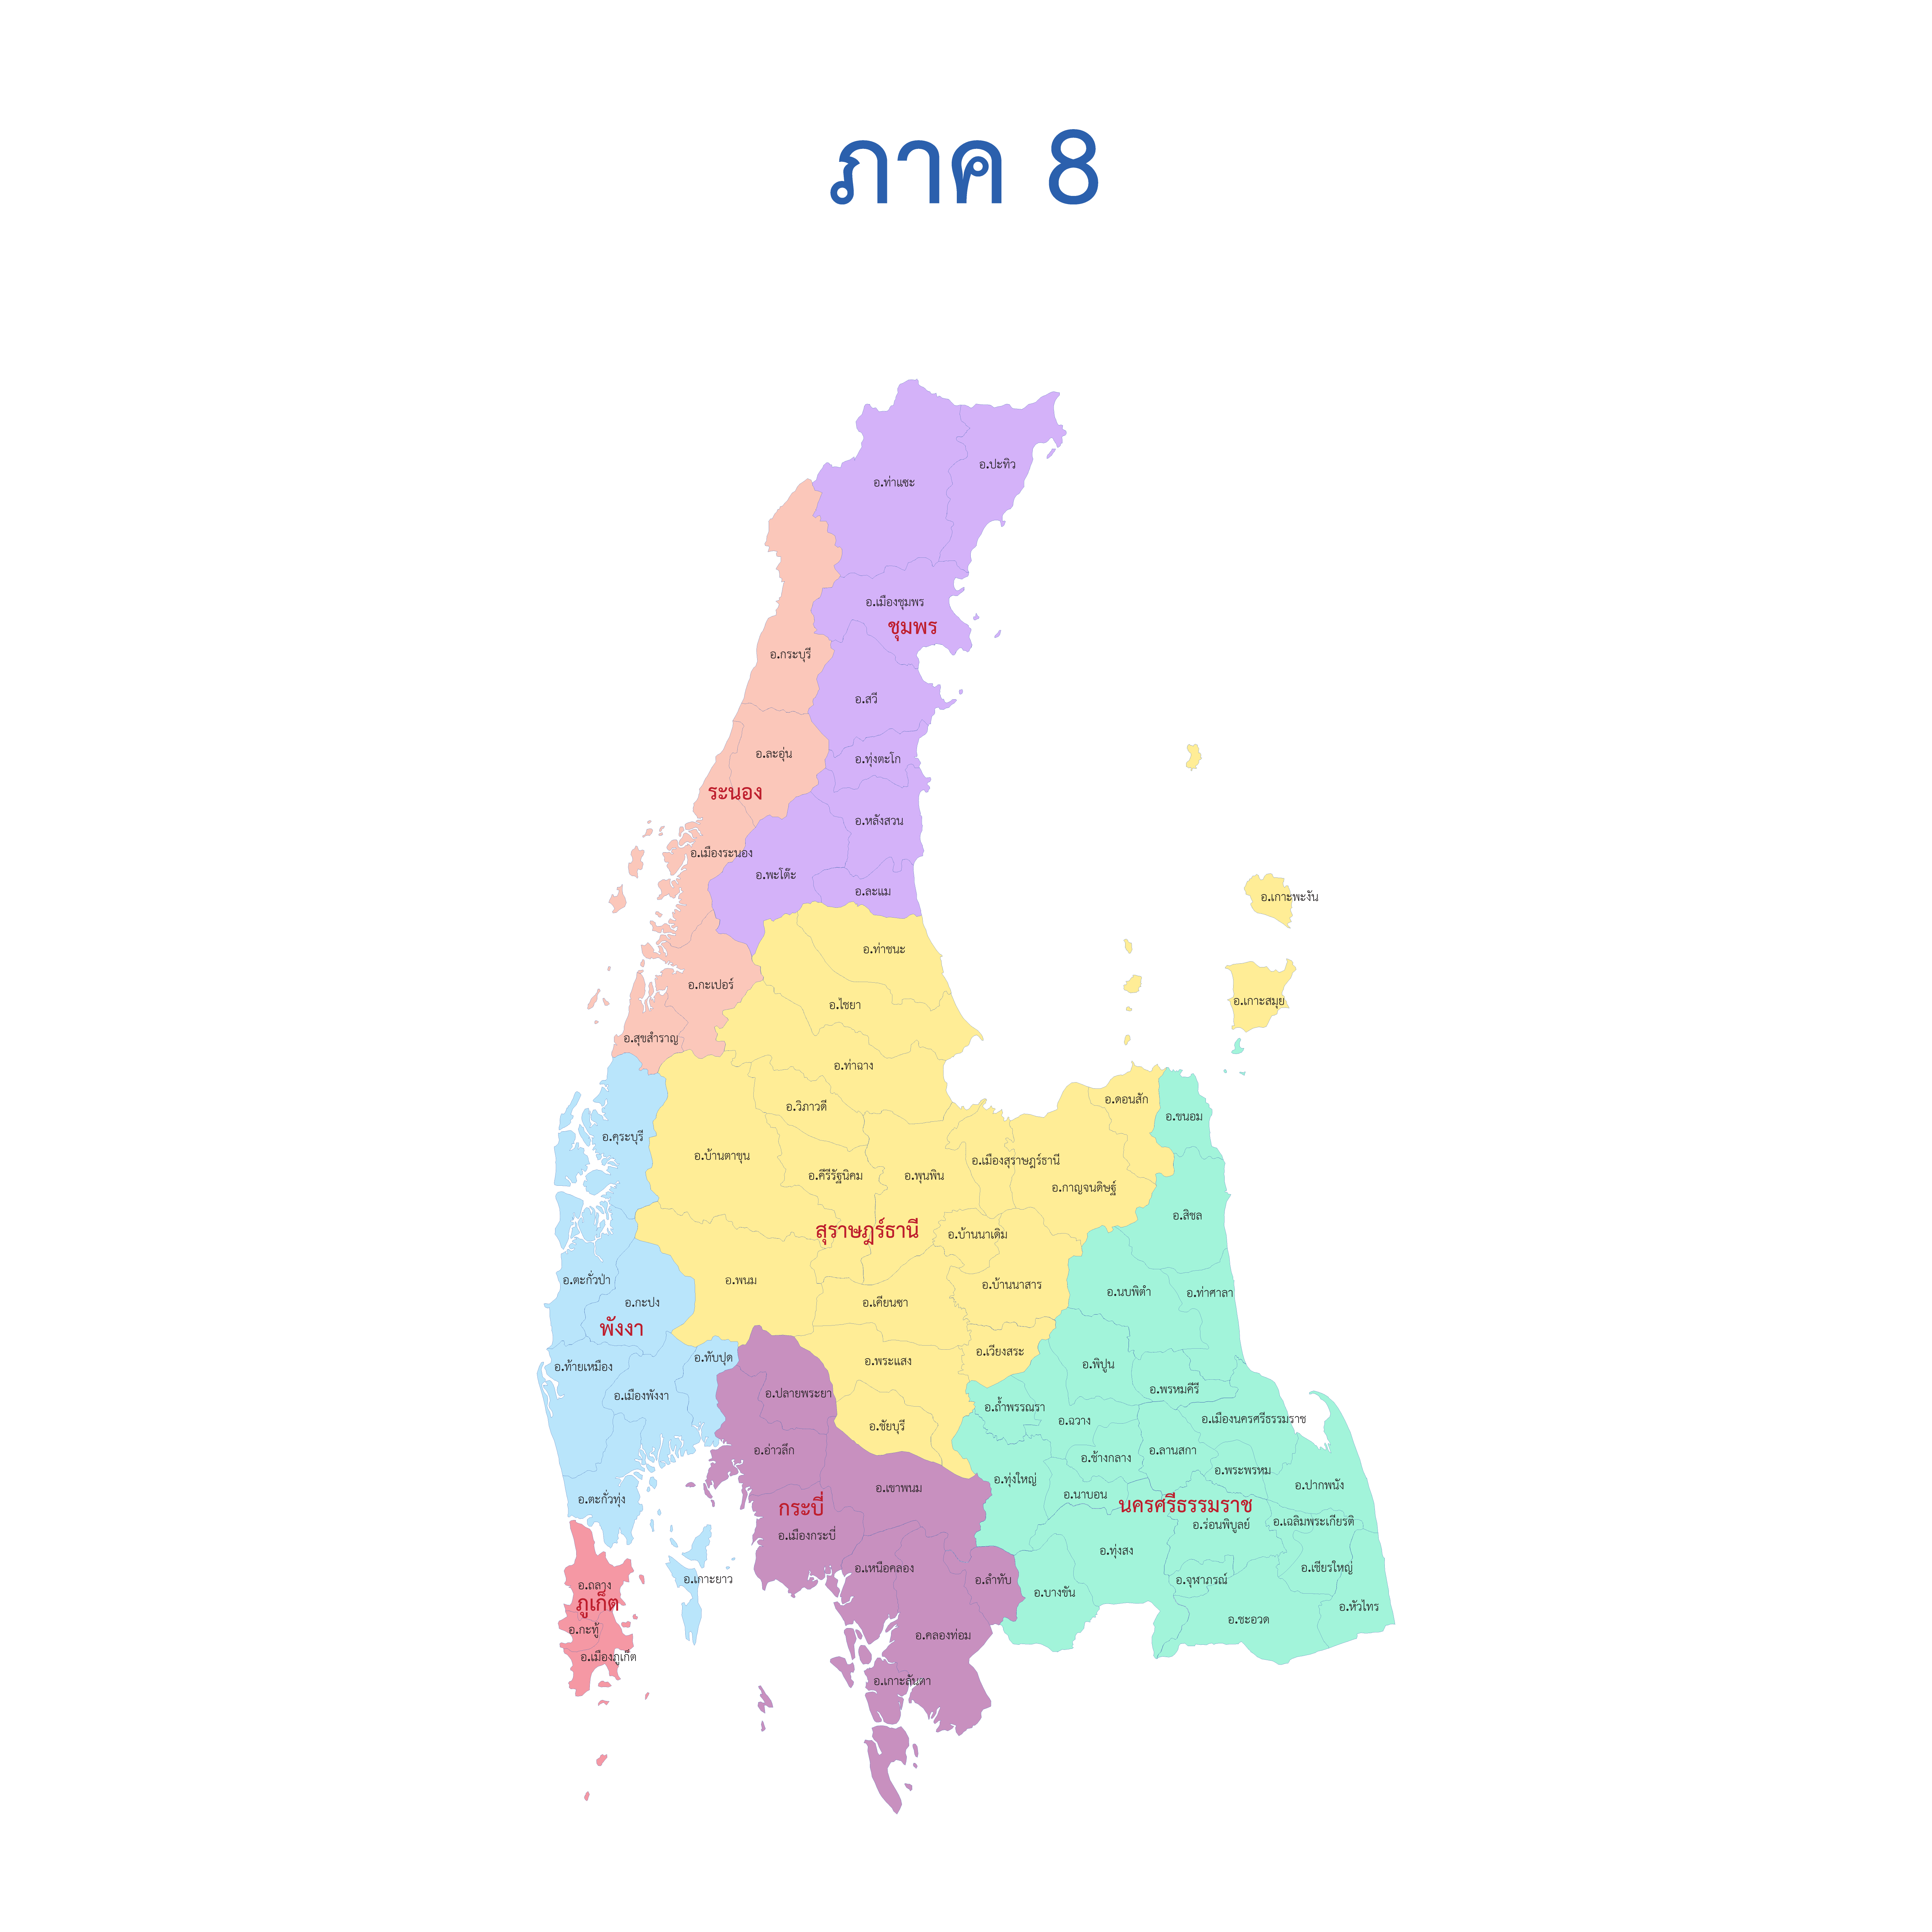 ภาค 8
อ.ปะทิว
อ.ท่าแซะ
อ.เมืองชุมพร
ชุมพร
อ.กระบุรี
อ.สวี
อ.ละอุ่น
อ.ทุ่งตะโก
ระนอง
อ.หลังสวน
อ.เมืองระนอง
อ.พะโต๊ะ
อ.ละแม
อ.เกาะพะงัน
อ.ท่าชนะ
อ.กะเปอร์
อ.ไชยา
อ.เกาะสมุย
อ.สุขสำราญ
อ.ท่าฉาง
อ.วิภาวดี
อ.ดอนสัก
อ.ขนอม
อ.คุระบุรี
อ.บ้านตาขุน
อ.คีรีรัฐนิคม
อ.พุนพิน
อ.เมืองสุราษฎร์ธานี
อ.กาญจนดิษฐ์
อ.สิชล
สุราษฎร์ธานี
อ.บ้านนาเดิม
อ.ตะกั่วป่า
อ.พนม
อ.บ้านนาสาร
อ.นบพิตำ
อ.ท่าศาลา
อ.กะปง
อ.เคียนซา
พังงา
อ.ทับปุด
อ.พระแสง
อ.เวียงสระ
อ.พิปูน
อ.ท้ายเหมือง
อ.เมืองพังงา
อ.ปลายพระยา
อ.พรหมคีรี
อ.ถ้ำพรรณรา
อ.ฉวาง
อ.เมืองนครศรีธรรมราช
อ.ชัยบุรี
อ.อ่าวลึก
อ.ช้างกลาง
อ.ลานสกา
อ.พระพรหม
อ.ทุ่งใหญ่
อ.ปากพนัง
อ.เขาพนม
อ.นาบอน
อ.ตะกั่วทุ่ง
กระบี่
นครศรีธรรมราช
อ.เมืองกระบี่
อ.ร่อนพิบูลย์
อ.เฉลิมพระเกียรติ
อ.ทุ่งสง
อ.เหนือคลอง
อ.เชียรใหญ่
อ.เกาะยาว
อ.ลำทับ
อ.จุฬาภรณ์
อ.ถลาง
อ.บางขัน
ภูเก็ต
อ.หัวไทร
อ.ชะอวด
อ.กะทู้
อ.คลองท่อม
อ.เมืองภูเก็ต
อ.เกาะลันตา